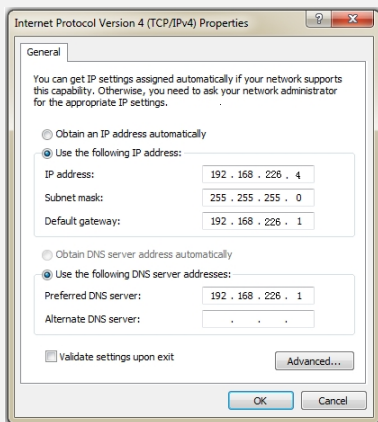 Internet Protocol Version 4 (TCP/IPv4) Properties
General
You can get IP settings assigned automatically if your network supports
this capability. Otherwise, you need to ask your network administrator
for the appropriate IP settings.
Obtain an IP address automatically
Use the following IP address:
IP address: 192 . 168 . 226 . 4
Subnet mask: 255 . 255 . 255 . 0
Default gateway: 192 . 168 . 226 . 1
Obtain DNS server address automatically
Use the following DNS server addresses:
Preferred DNS server: 192 . 168 . 226 . 1
Alternate DNS server: . . .
Validate settings upon exit
Advanced...
OK Cancel